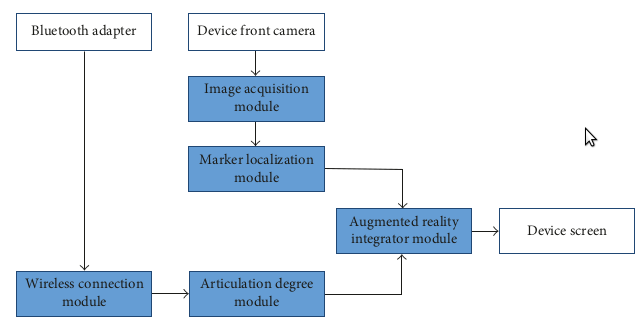 Bluetooth adapter
Device front camera
Image acquisition
module
Marker localization
module
Augmented reality
integrator module
Device screen
Wireless connection
module
Articulation degree
module